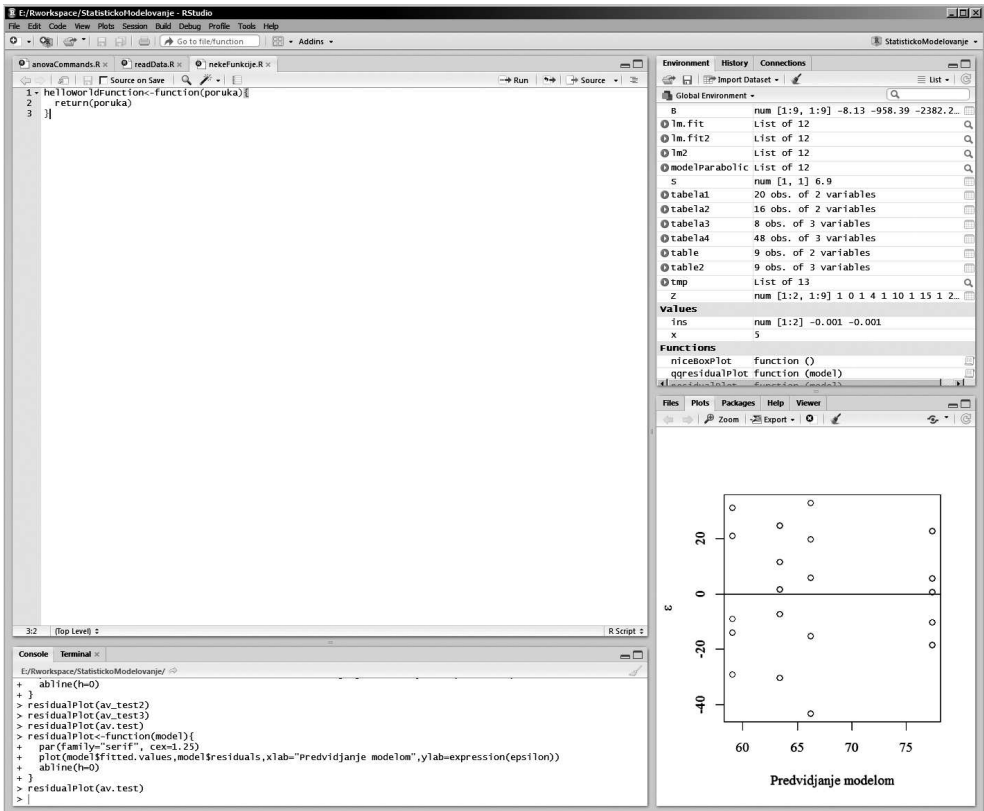 E:/Rworkspace/StatistickoModelovanje - RStudio
File Edit Code View Plots Session Build Debug Profile Tools Help
Go to file/function Addins StatistickoModelovanje
anovaCommands.R readData.R nekeFunkcije.R
Source on Save Run Source
1 helloWorldFunction<-function(poruka){
2 return(poruka)
3 }
3:2 (Top Level) R Script
Console Terminal
E:/Rworkspace/StatistickoModelovanje/
+ abline(h=0)
+ }
> residualPlot(av_test2)
> residualPlot(av_test3)
> residualPlot(av.test)
> residualPlot<-function(model){
+ par(family="serif", cex=1.25)
+ plot(model$fitted.values,model$residuals,xlab="Predvidjanje modelom",ylab=expression(epsilon))
+ abline(h=0)
+ }
> residualPlot(av.test)
>
Environment History Connections
Import Dataset List
Global Environment
B num [1:9, 1:9] -8.13 -958.39 -2382.2…
lm.fit List of 12
lm.fit2 List of 12
lm2 List of 12
modelParabolic List of 12
S num [1, 1] 6.9
tabela1 20 obs. of 2 variables
tabela2 16 obs. of 2 variables
tabela3 8 obs. of 3 variables
tabela4 48 obs. of 3 variables
table 9 obs. of 2 variables
table2 9 obs. of 3 variables
tmp List of 13
Z num [1:2, 1:9] 1 0 1 4 1 10 1 15 1 2…
Values
ins num [1:2] -0.001 -0.001
x 5
Functions
niceBoxPlot function ()
qqresidualPlot function (model)
residualPlot function (model)
Files Plots Packages Help Viewer
Zoom Export
20
0
-20
-40
ε
60 65 70 75
Predvidjanje modelom